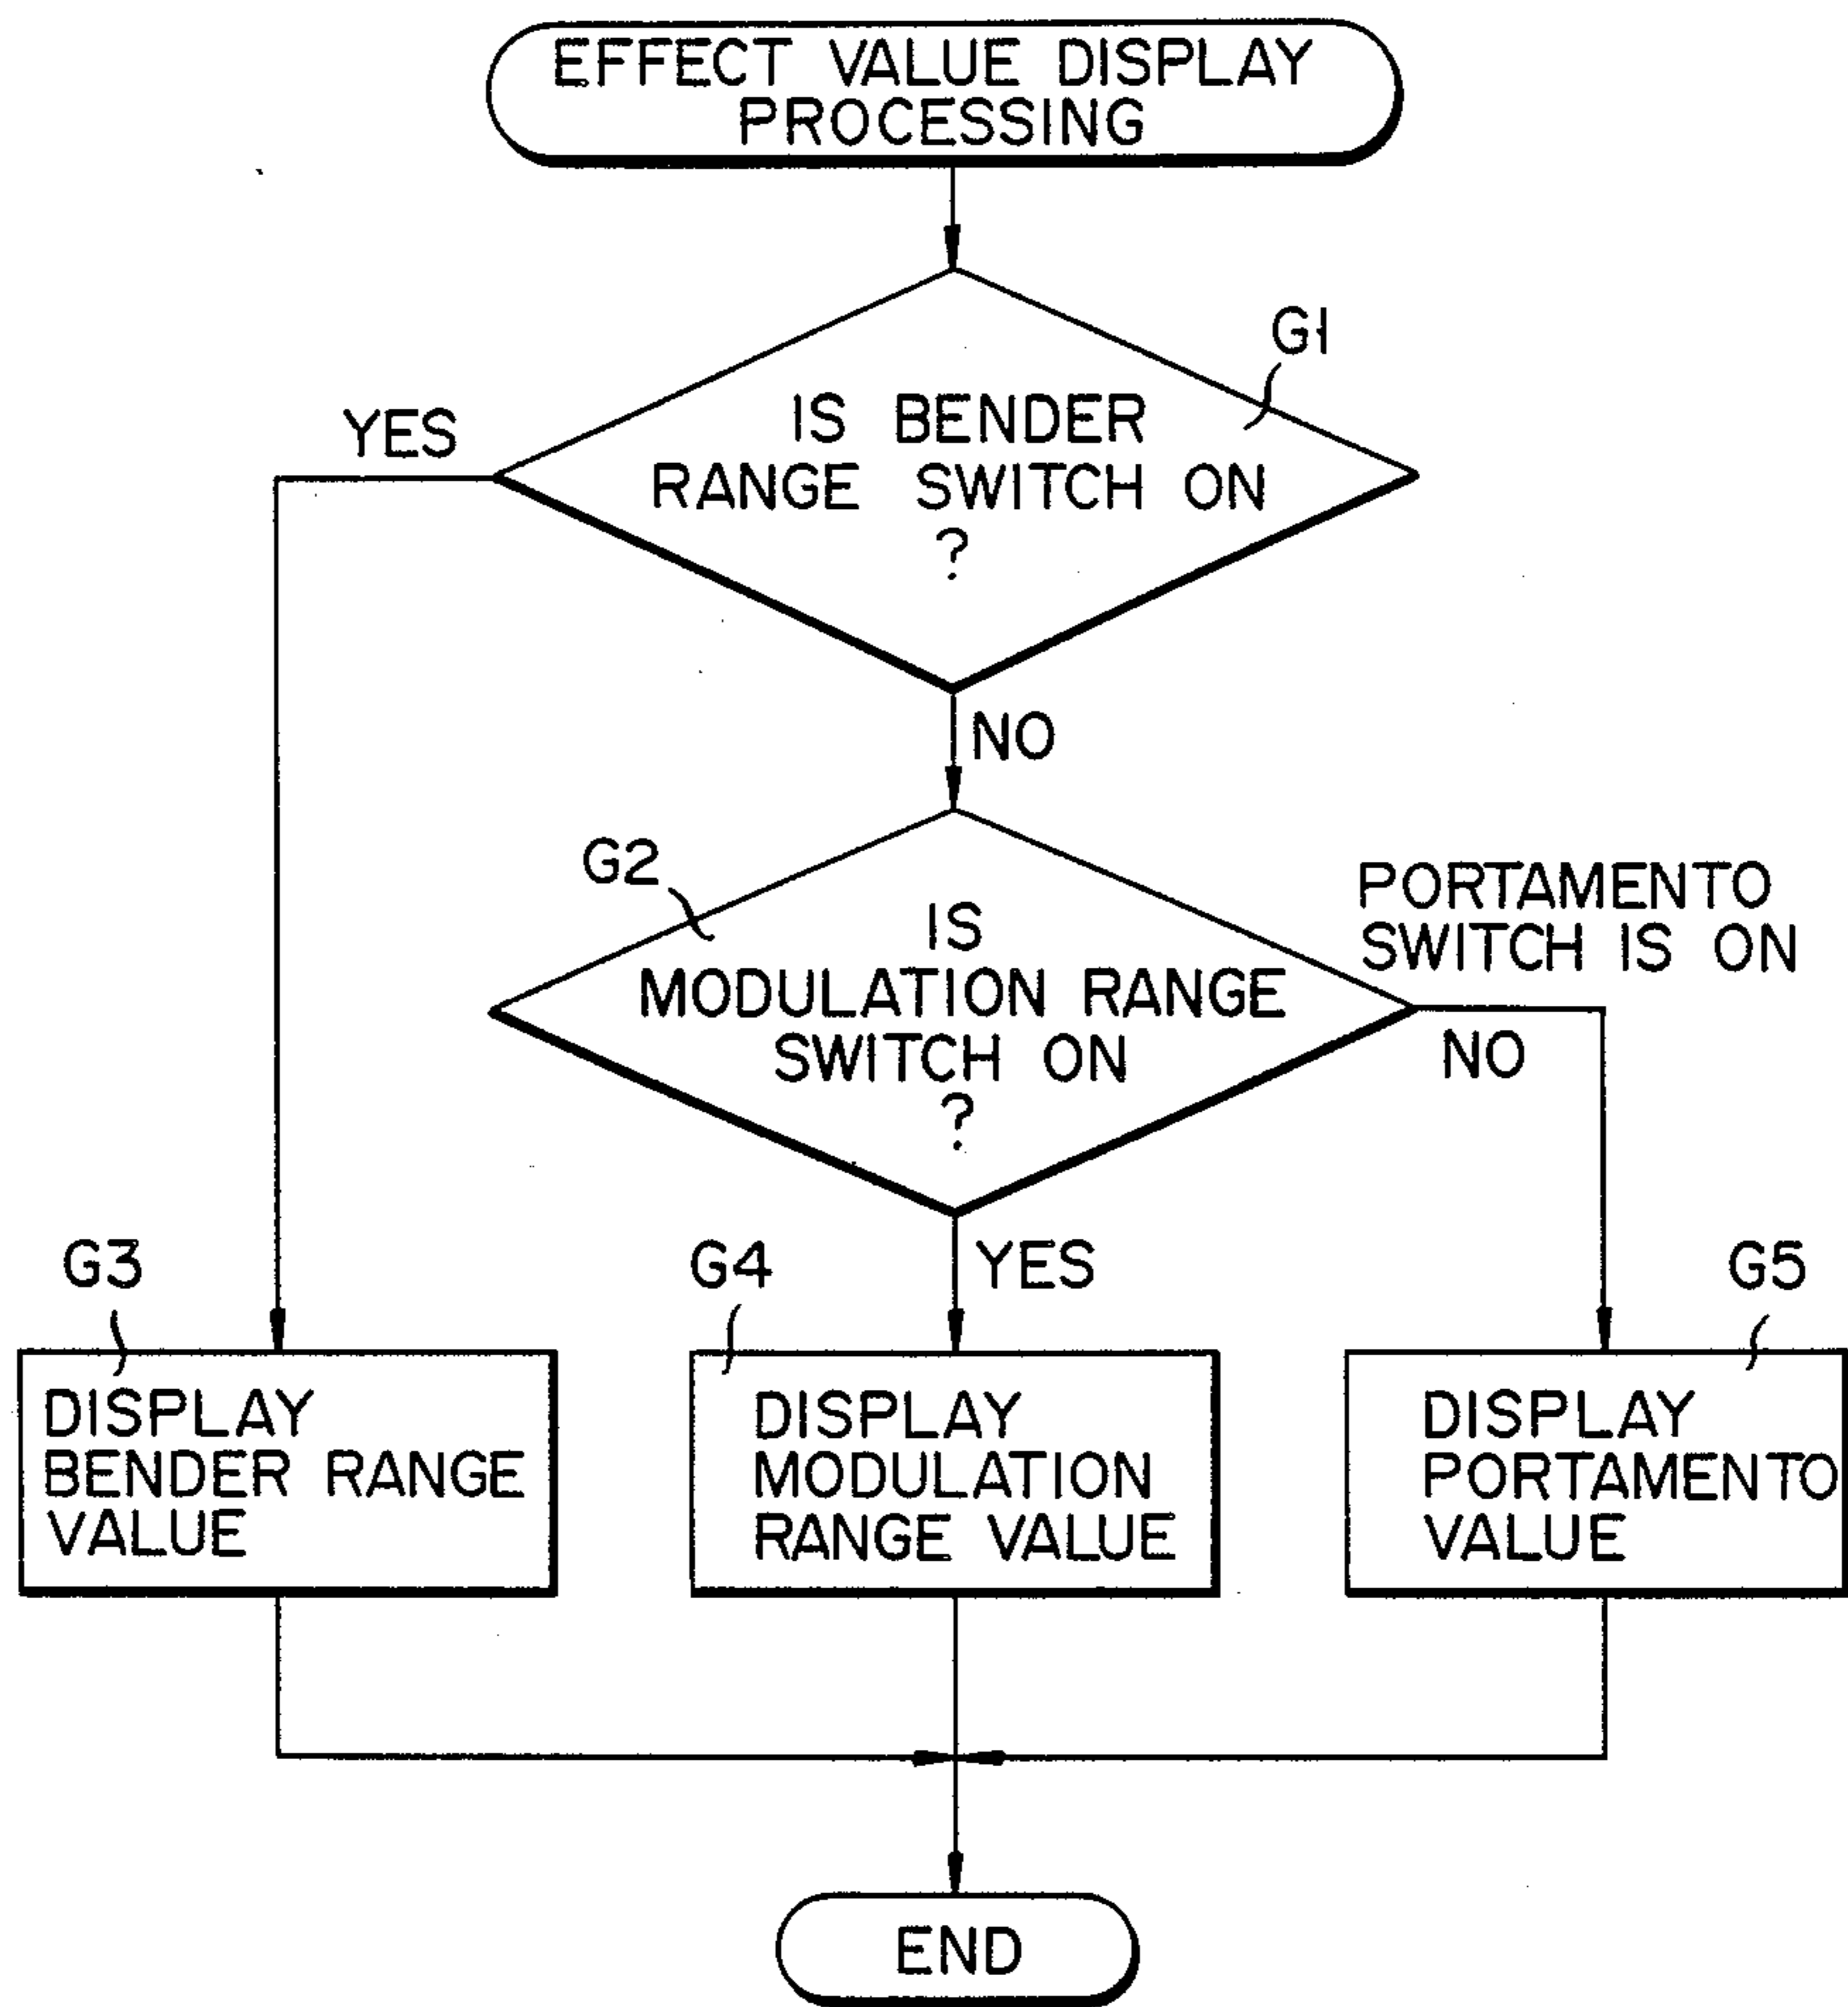 EFFECT VALUE DISPLAY
PROCESSING
G1
IS BENDER
RANGE SWITCH ON
?
YES
NO
G2
IS
MODULATION RANGE
SWITCH ON
?
PORTAMENTO
SWITCH IS ON
NO
YES
G3
DISPLAY
BENDER RANGE
VALUE
G4
DISPLAY
MODULATION
RANGE VALUE
G5
DISPLAY
PORTAMENTO
VALUE
END